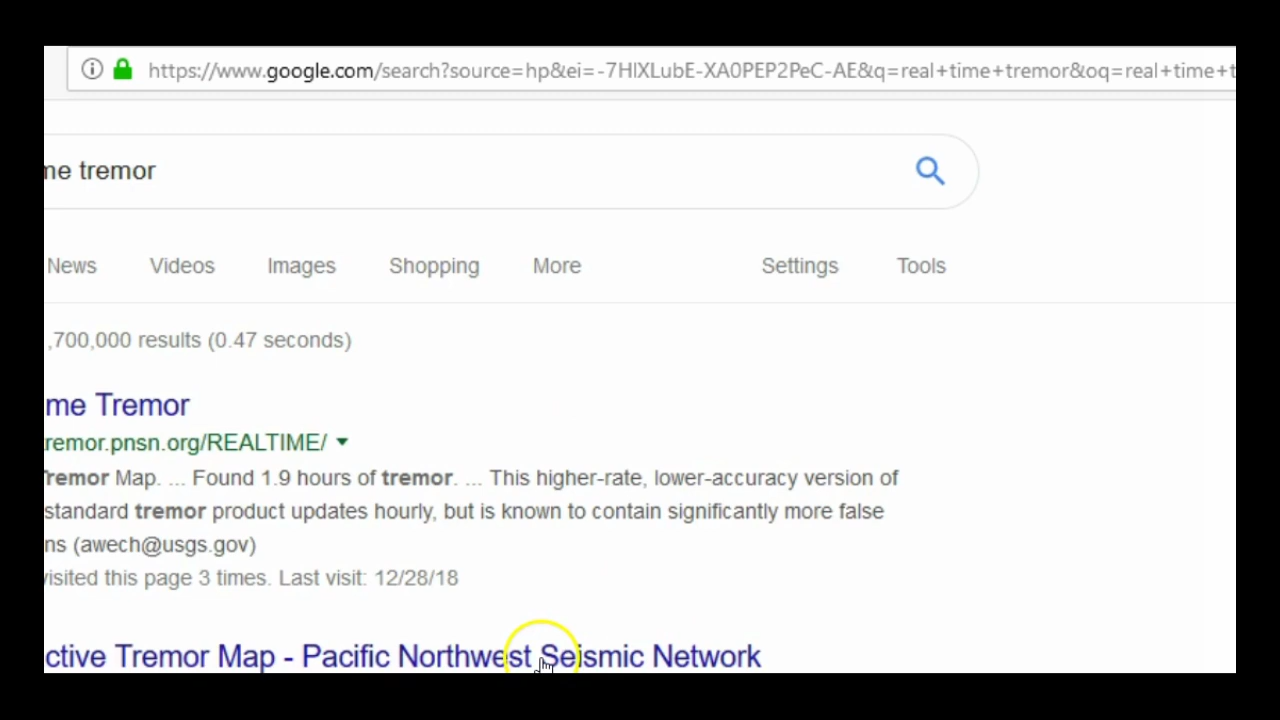 https://www.google.com/search?source=hp&ei=-7HlXLubE-XA0PEP2PeC-AE&q=real+time+tremor&oq=real+time+t
me tremor
News Videos Images Shopping More Settings Tools
,700,000 results (0.47 seconds)
me Tremor
tremor.pnsn.org/REALTIME/
Tremor Map. ... Found 1.9 hours of tremor. ... This higher-rate, lower-accuracy version of
standard tremor product updates hourly, but is known to contain significantly more false
ns (awech@usgs.gov)
visited this page 3 times. Last visit: 12/28/18
ctive Tremor Map - Pacific Northwest Seismic Network